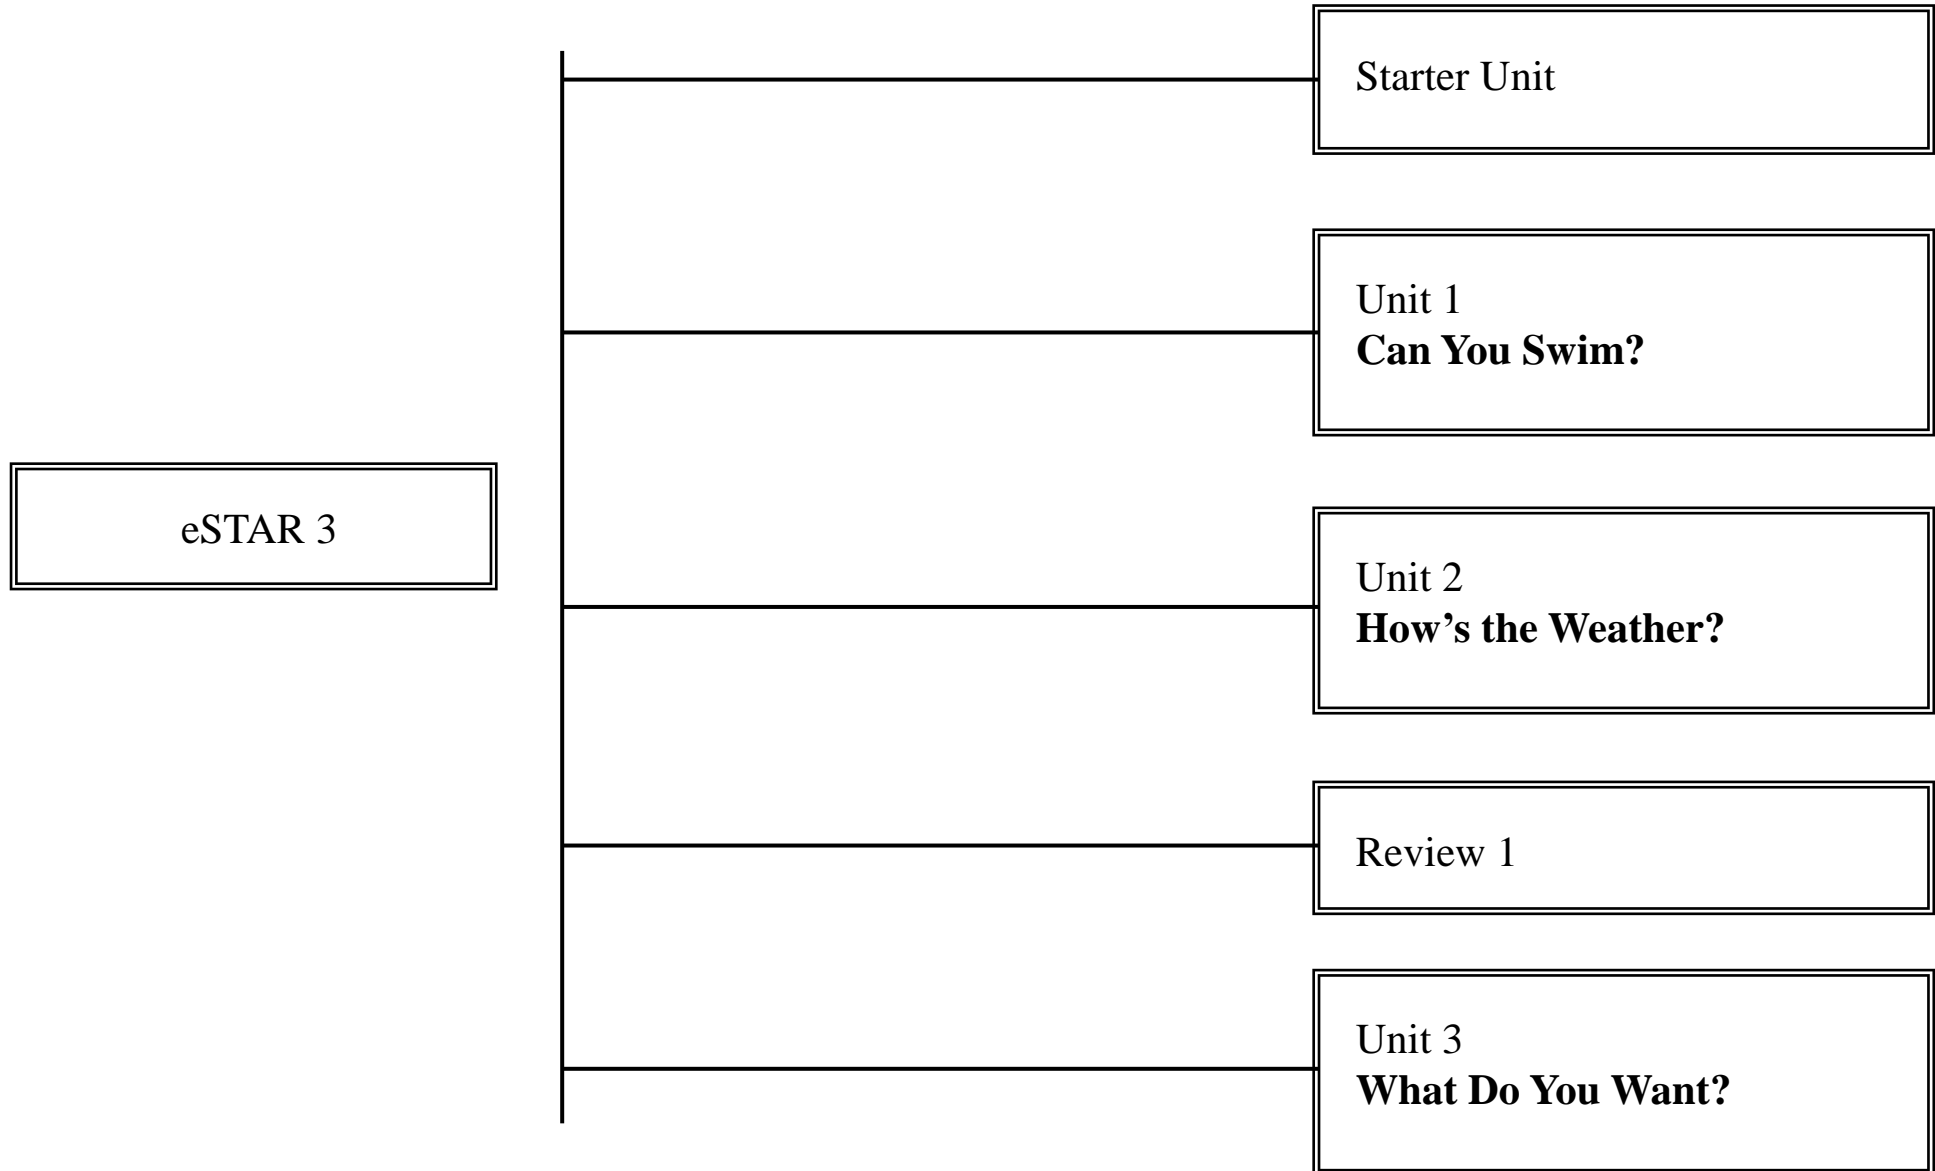 Starter Unit
Unit 1
Can You Swim?
eSTAR 3
Unit 2
How’s the Weather?
Review 1
Unit 3
What Do You Want?